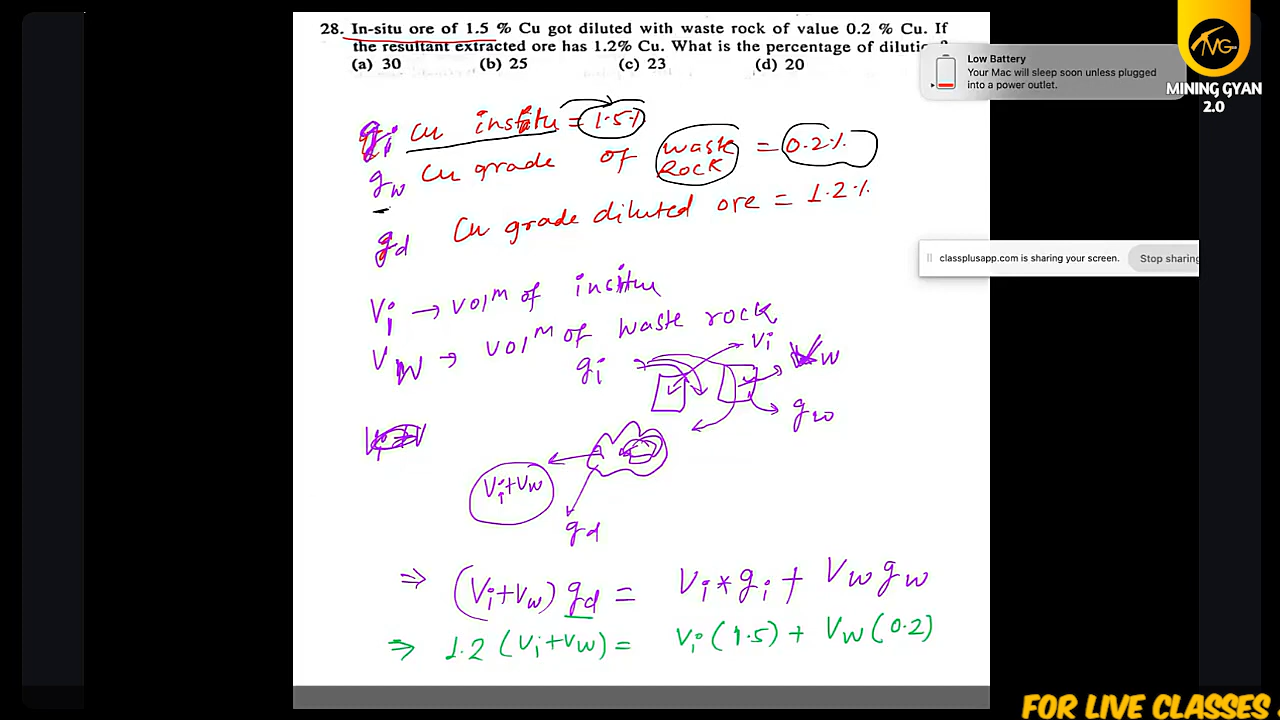 28. In-situ ore of 1.5 % Cu got diluted with waste rock of value 0.2 % Cu. If
the resultant extracted ore has 1.2% Cu. What is the percentage of dilution?
(a) 30 (b) 25 (c) 23 (d) 20
Low Battery
Your Mac will sleep soon unless plugged
into a power outlet.
TVG
MINING GYAN
2.0
gi Cu insitu = 1.5%
gw Cu grade of waste rock = 0.2%
gd Cu grade diluted ore = 1.2%
classplusapp.com is sharing your screen. Stop sharing
Vi → volm of insitu
Vw → volm of waste rock
gi
Vi
w
gw
Vi+Vw
gd
⇒ (Vi+Vw) gd = Vi*gi + Vwgw
⇒ 1.2 (Vi+Vw) = Vi(1.5) + Vw(0.2)
FOR LIVE CLASSES